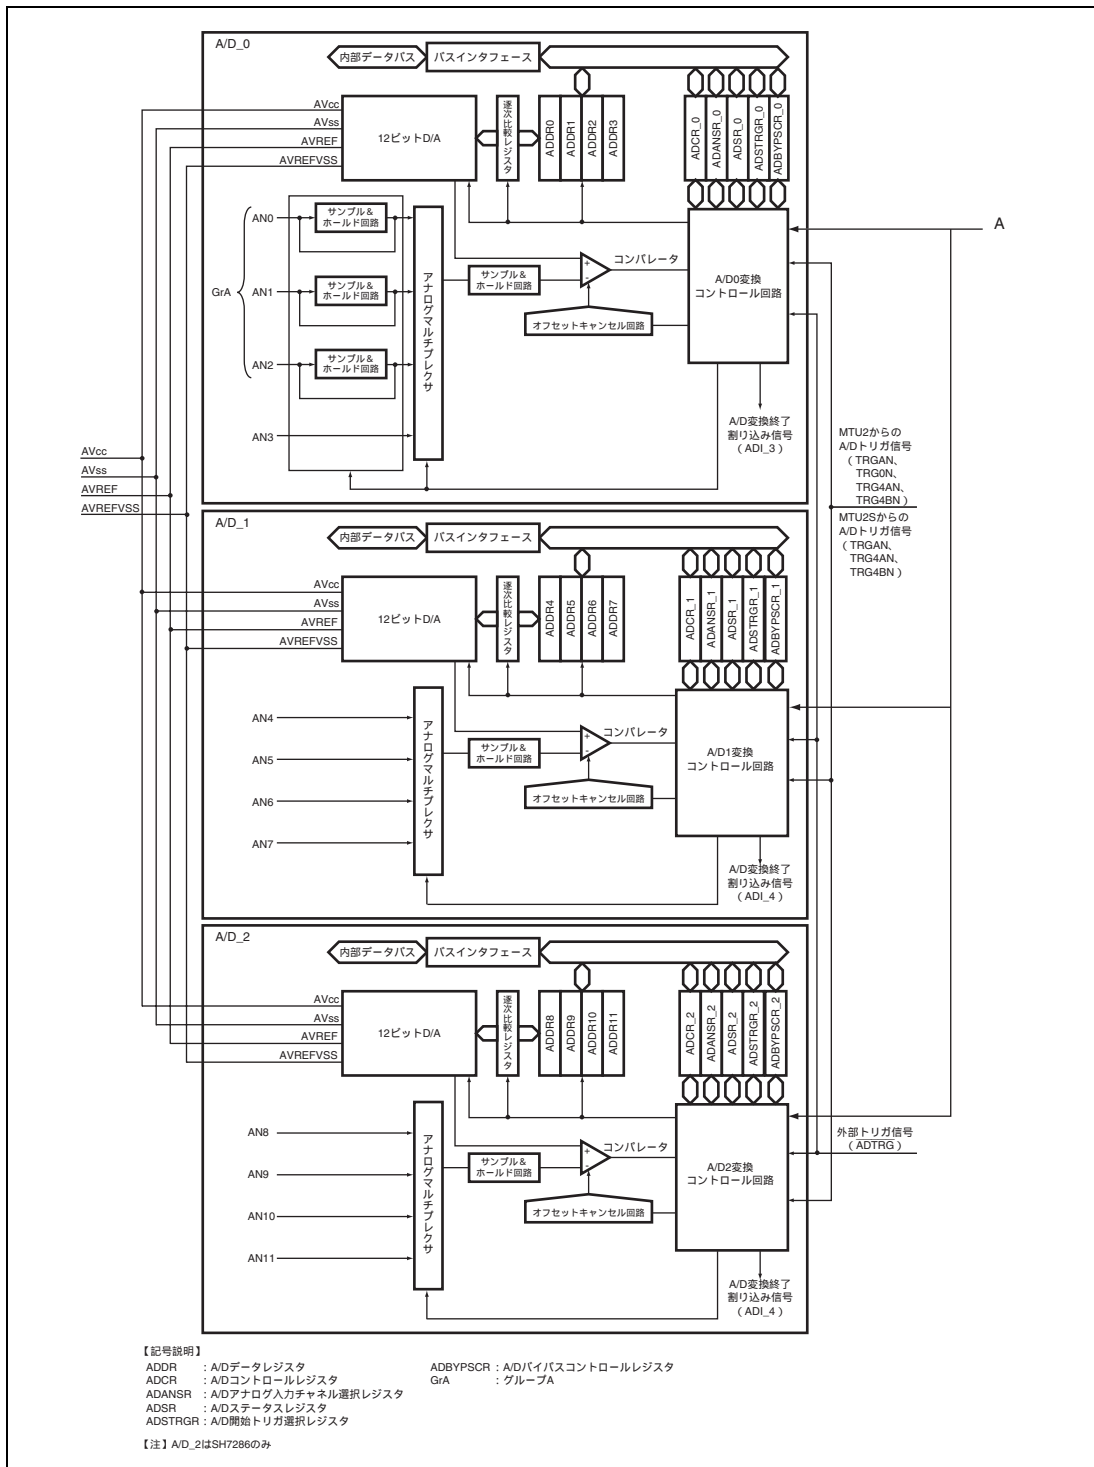 A/D_0
内部データバス
バスインタフェース
AVcc
AVss
AVREF
AVREFVSS
12ビットD/A
逐次比較レジスタ
ADDR0
ADDR1
ADDR2
ADDR3
ADCR_0
ADANSR_0
ADSR_0
ADSTRGR_0
ADBYPSCR_0
A
GrA
AN0
サンプル&
ホールド回路
AN1
サンプル&
ホールド回路
AN2
サンプル&
ホールド回路
AN3
アナログマルチプレクサ
サンプル&
ホールド回路
+
-
コンパレータ
オフセットキャンセル回路
A/D0変換
コントロール回路
A/D変換終了
割り込み信号
(ADI_3)
AVcc
AVss
AVREF
AVREFVSS
MTU2からの
A/Dトリガ信号
(TRGAN、
TRG0N、
TRG4AN、
TRG4BN)
MTU2Sからの
A/Dトリガ信号
(TRGAN、
TRG4AN、
TRG4BN)
A/D_1
内部データバス
バスインタフェース
AVcc
AVss
AVREF
AVREFVSS
12ビットD/A
逐次比較レジスタ
ADDR4
ADDR5
ADDR6
ADDR7
ADCR_1
ADANSR_1
ADSR_1
ADSTRGR_1
ADBYPSCR_1
AN4
AN5
AN6
AN7
アナログマルチプレクサ
サンプル&
ホールド回路
+
-
コンパレータ
オフセットキャンセル回路
A/D1変換
コントロール回路
A/D変換終了
割り込み信号
(ADI_4)
A/D_2
内部データバス
バスインタフェース
AVcc
AVss
AVREF
AVREFVSS
12ビットD/A
逐次比較レジスタ
ADDR8
ADDR9
ADDR10
ADDR11
ADCR_2
ADANSR_2
ADSR_2
ADSTRGR_2
ADBYPSCR_2
AN8
AN9
AN10
AN11
アナログマルチプレクサ
サンプル&
ホールド回路
+
-
コンパレータ
オフセットキャンセル回路
A/D2変換
コントロール回路
外部トリガ信号
(ADTRG)
A/D変換終了
割り込み信号
(ADI_4)
【記号説明】
ADDR : A/Dデータレジスタ
ADCR : A/Dコントロールレジスタ
ADANSR : A/Dアナログ入力チャネル選択レジスタ
ADSR : A/Dステータスレジスタ
ADSTRGR : A/D開始トリガ選択レジスタ
ADBYPSCR : A/Dバイパスコントロールレジスタ
GrA : グループA
【注】A/D_2はSH7286のみ